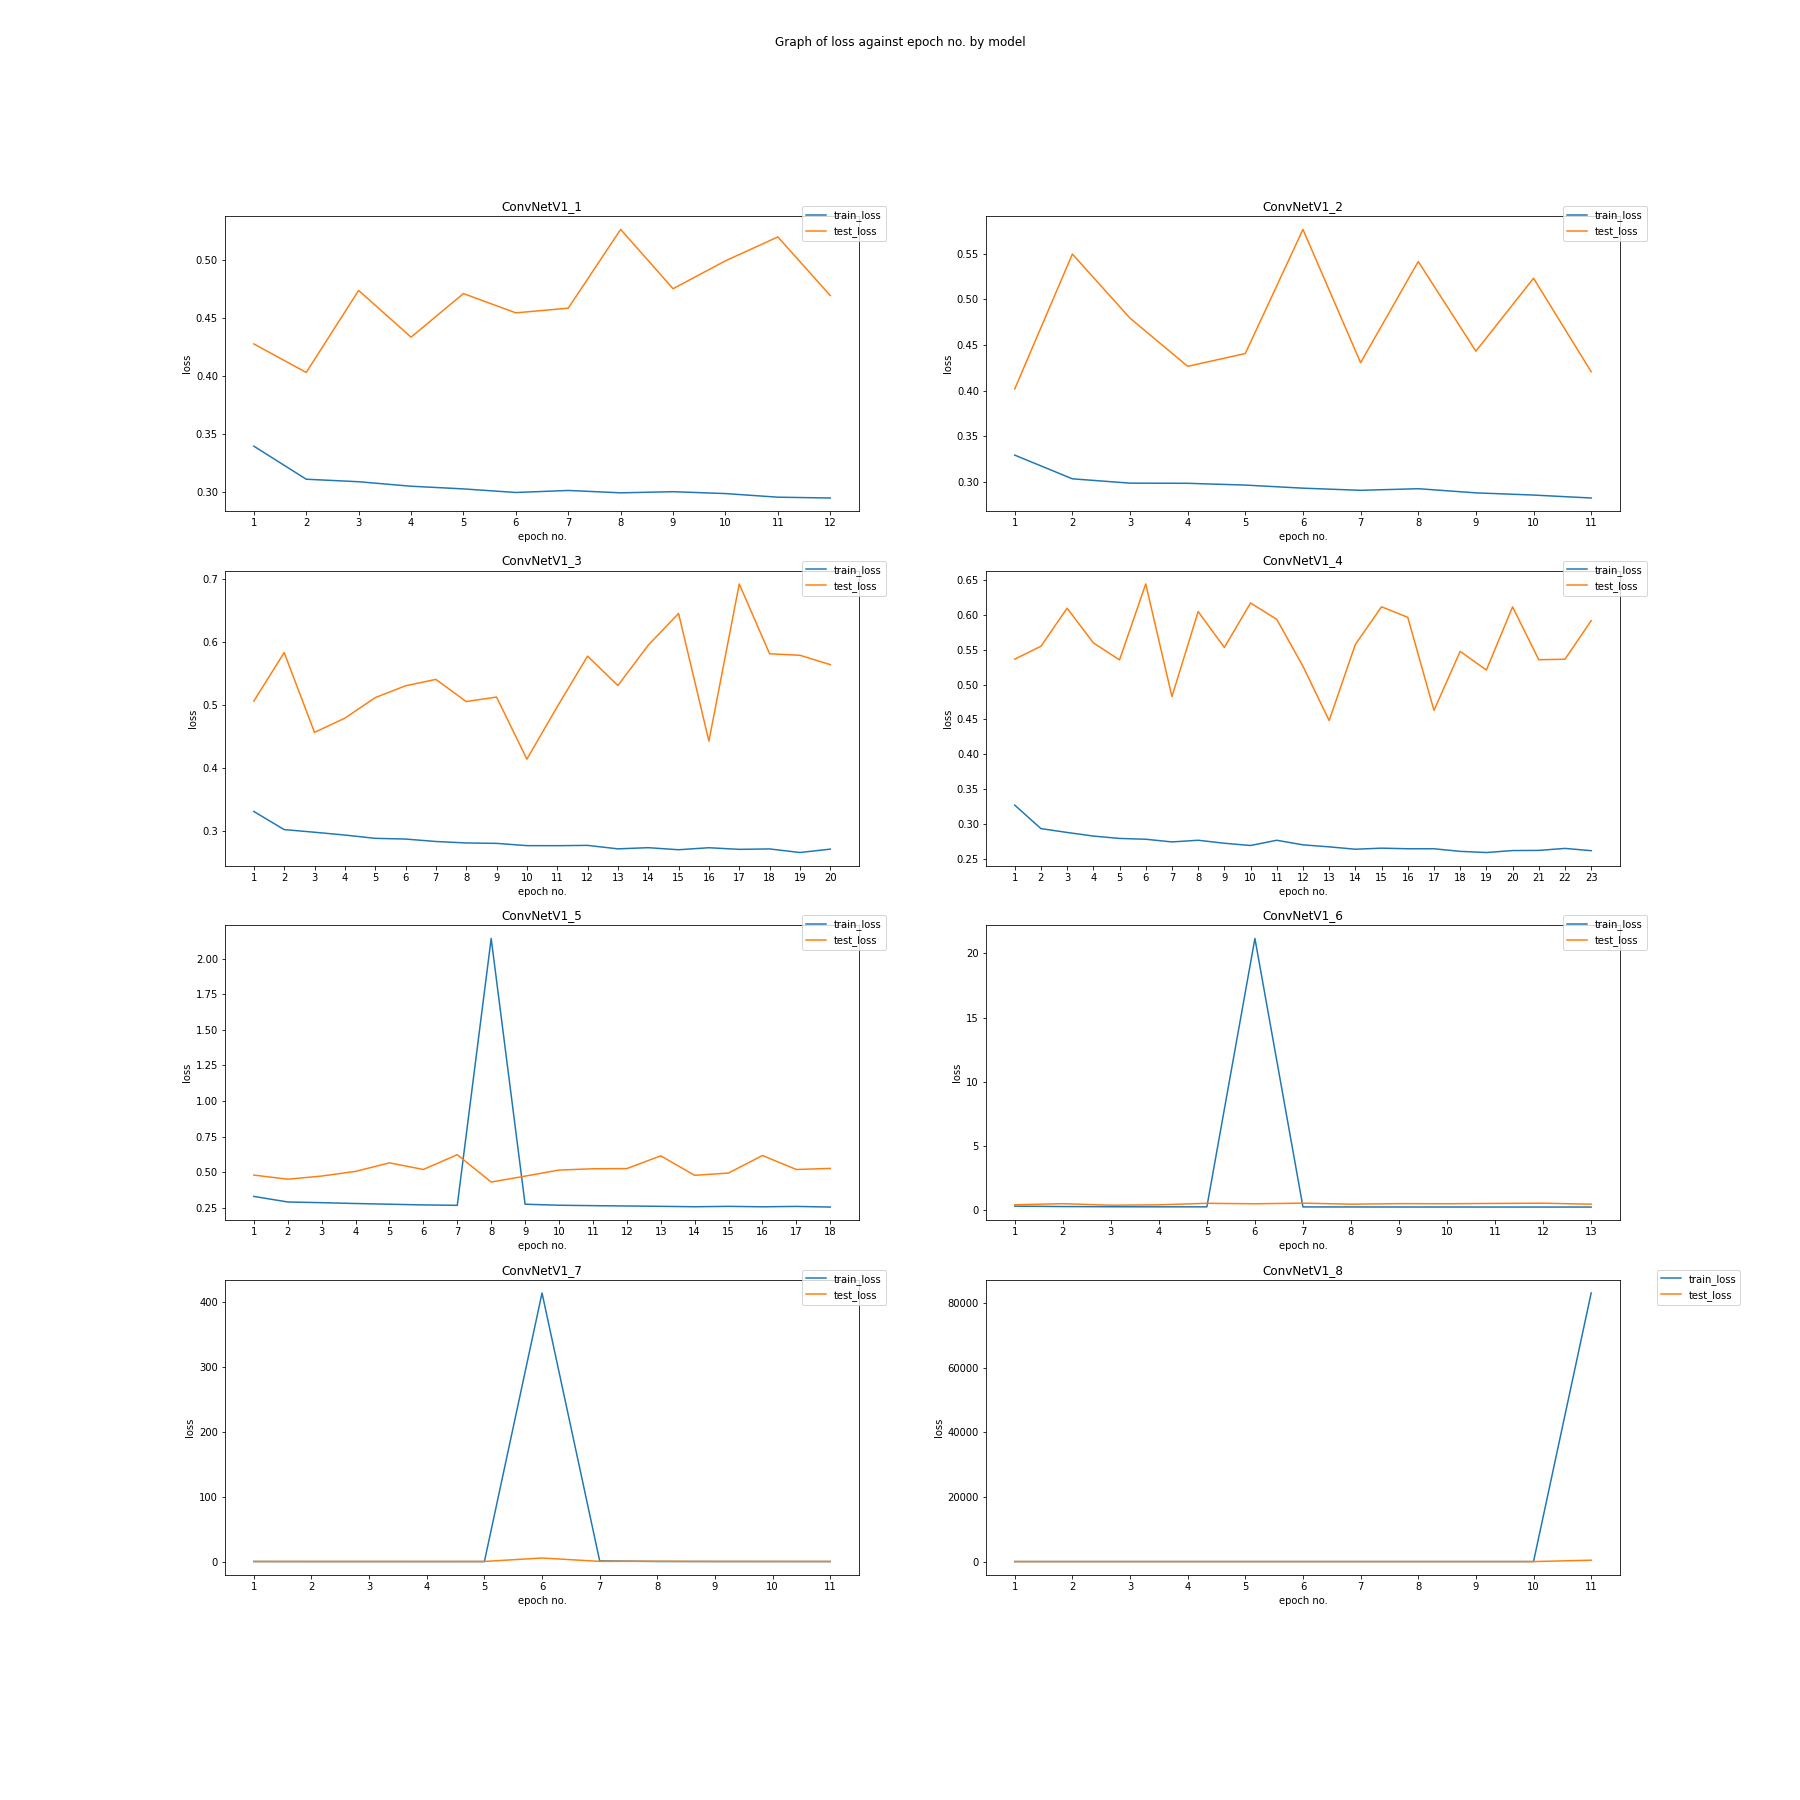 Graph of loss against epoch no. by model
ConvNetV1_1
train_loss
test_loss
0.50
0.45
0.40
0.35
0.30
loss
1 2 3 4 5 6 7 8 9 10 11 12
epoch no.
ConvNetV1_2
train_loss
test_loss
0.55
0.50
0.45
0.40
0.35
0.30
loss
1 2 3 4 5 6 7 8 9 10 11
epoch no.
ConvNetV1_3
train_loss
test_loss
0.7
0.6
0.5
0.4
0.3
loss
1 2 3 4 5 6 7 8 9 10 11 12 13 14 15 16 17 18 19 20
epoch no.
ConvNetV1_4
train_loss
test_loss
0.65
0.60
0.55
0.50
0.45
0.40
0.35
0.30
0.25
loss
1 2 3 4 5 6 7 8 9 10 11 12 13 14 15 16 17 18 19 20 21 22 23
epoch no.
ConvNetV1_5
train_loss
test_loss
2.00
1.75
1.50
1.25
1.00
0.75
0.50
0.25
loss
1 2 3 4 5 6 7 8 9 10 11 12 13 14 15 16 17 18
epoch no.
ConvNetV1_6
train_loss
test_loss
20
15
10
5
0
loss
1 2 3 4 5 6 7 8 9 10 11 12 13
epoch no.
ConvNetV1_7
train_loss
test_loss
400
300
200
100
0
loss
1 2 3 4 5 6 7 8 9 10 11
epoch no.
ConvNetV1_8
train_loss
test_loss
80000
60000
40000
20000
0
loss
1 2 3 4 5 6 7 8 9 10 11
epoch no.